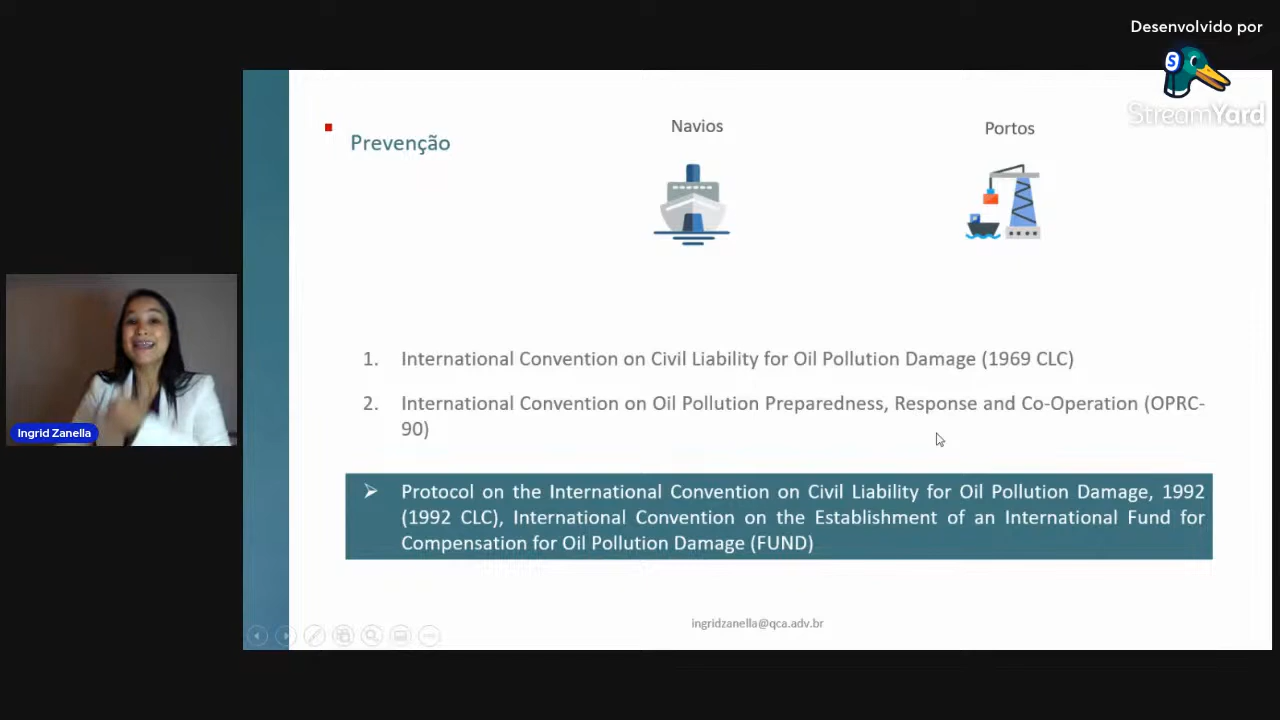 Desenvolvido por
S
StreamYard
Prevenção
Navios
Portos
1. International Convention on Civil Liability for Oil Pollution Damage (1969 CLC)
2. International Convention on Oil Pollution Preparedness, Response and Co-Operation (OPRC-
90)
Ingrid Zanella
Protocol on the International Convention on Civil Liability for Oil Pollution Damage, 1992
(1992 CLC), International Convention on the Establishment of an International Fund for
Compensation for Oil Pollution Damage (FUND)
ingridzanella@qca.adv.br